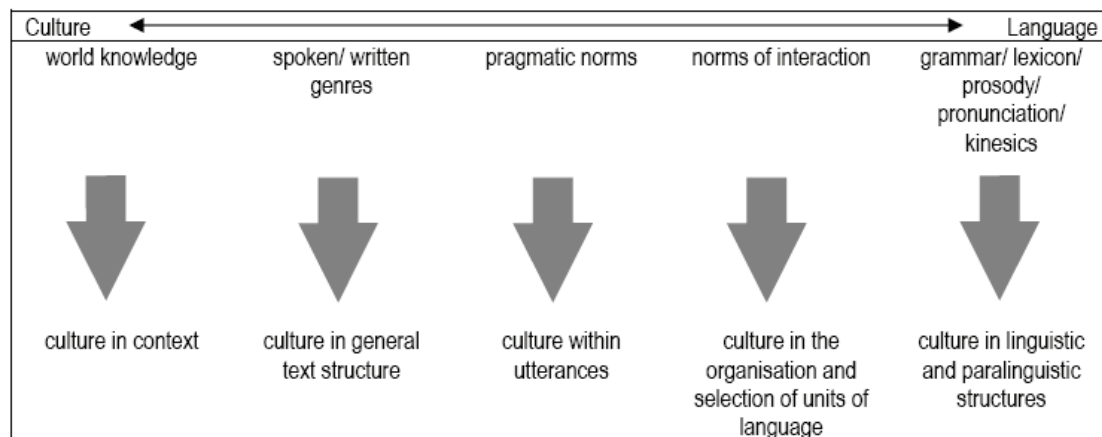 Culture Language
world knowledge
spoken/ written
genres
pragmatic norms
norms of interaction
grammar/ lexicon/
prosody/
pronunciation/
kinesics
culture in context
culture in general
text structure
culture within
utterances
culture in the
organisation and
selection of units of
language
culture in linguistic
and paralinguistic
structures